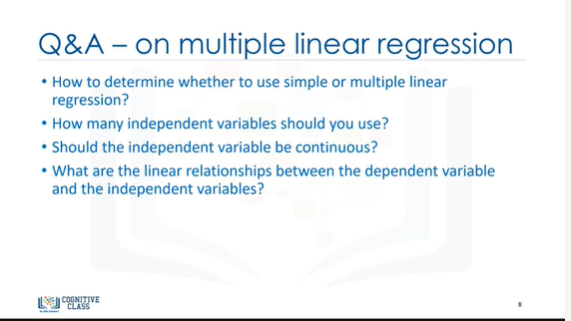 Q&A – on multiple linear regression
• How to determine whether to use simple or multiple linear
regression?
• How many independent variables should you use?
• Should the independent variable be continuous?
• What are the linear relationships between the dependent variable
and the independent variables?
COGNITIVE
CLASS
8